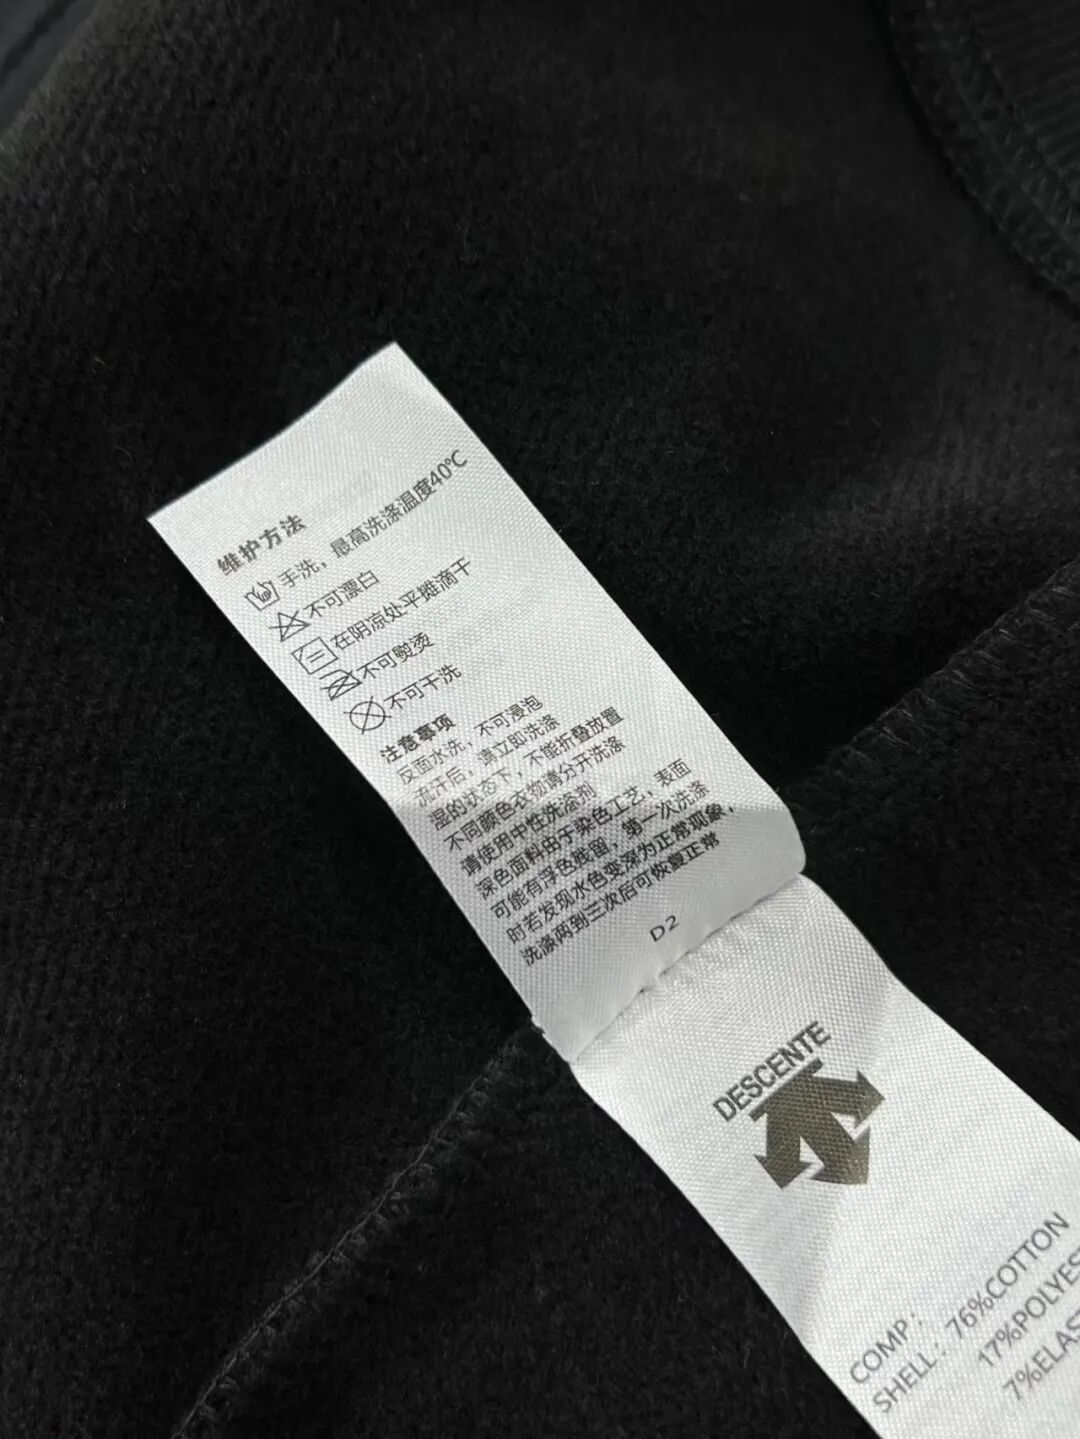 维护方法
手洗，最高洗涤温度40℃
不可漂白
在阴凉处平摊滴干
不可熨烫
不可干洗
注意事项
反面水洗，不可浸泡
流汗后，请立即洗涤
湿的状态下，不能折叠放置
不同颜色衣物请分开洗涤
请使用中性洗涤剂
深色面料由于染色工艺，表面
可能有浮色残留，第一次洗涤
时若发现水色变深为正常现象，
洗涤两到三次后可恢复正常
D2
DESCENTE
COMP：
SHELL：76%COTTON
17%POLYES
7%ELAS